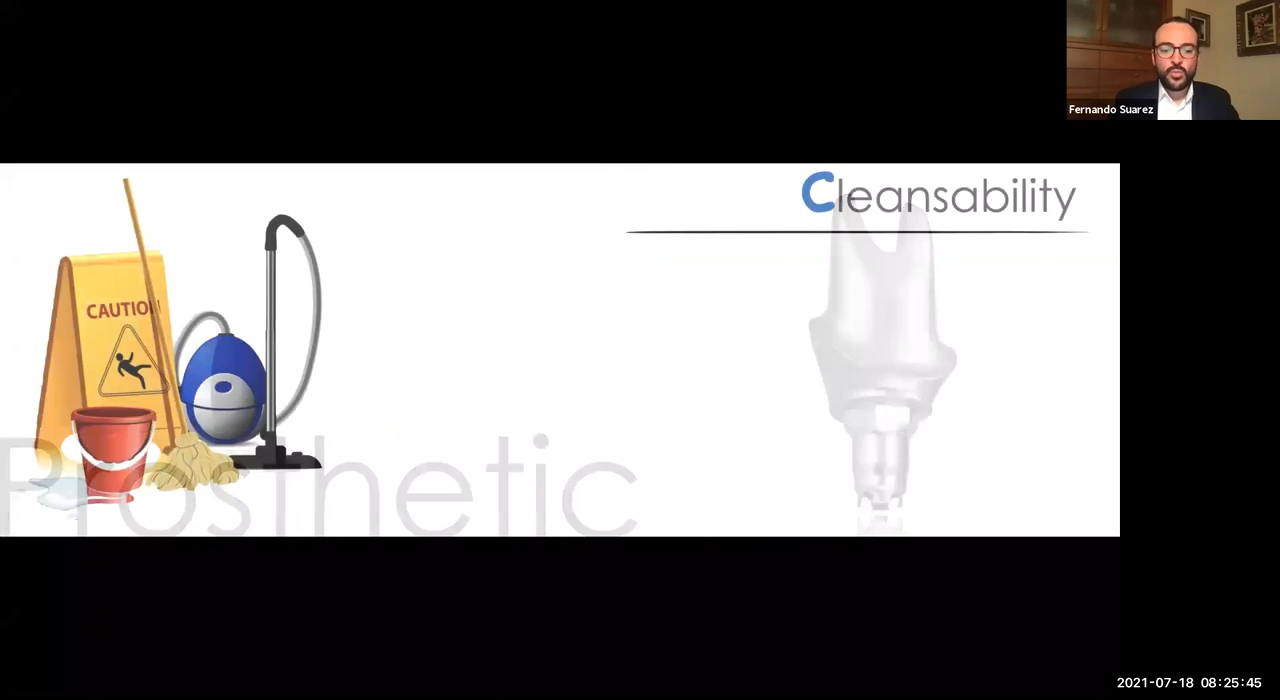 Fernando Suarez
Cleansability
CAUTION
Prosthetic
2021-07-18 08:25:45